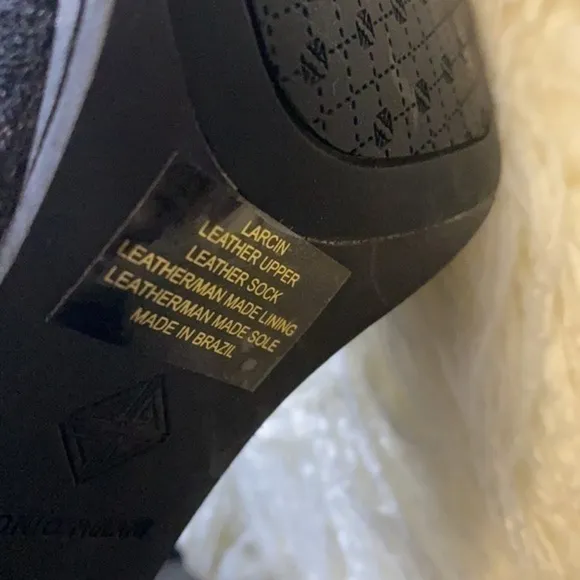 LARCIN
LEATHER UPPER
LEATHER SOCK
LEATHER/MAN MADE LINING
LEATHER/MAN MADE SOLE
MADE IN BRAZIL